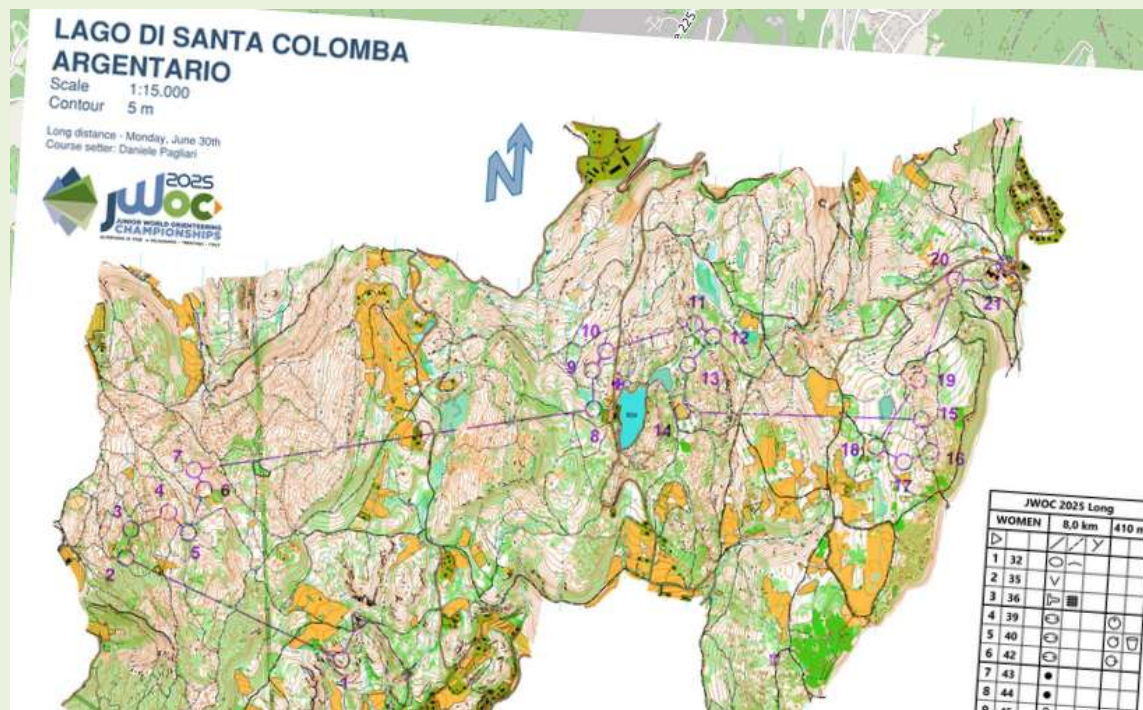 LAGO DI SANTA COLOMBA
ARGENTARIO
Scale 1:15.000
Contour 5 m
Long distance - Monday, June 30th
Course setter: Daniele Pagliari
2025
JWOC
JUNIOR WORLD ORIENTEERING
CHAMPIONSHIPS
N
225
20
21
11
10
12
9
13
19
8
14
15
18
16
7
17
4
6
3
5
2
1
JWOC 2025 Long
WOMEN 8,0 km 410 m
1 32
2 35
3 36
4 39
5 40
6 42
7 43
8 44